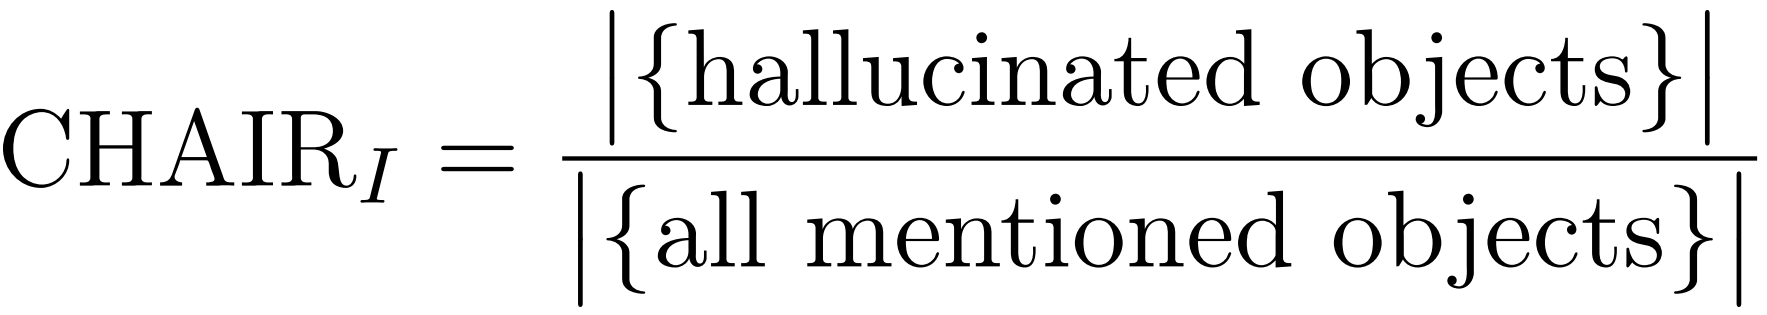 CHAIR_I = |{hallucinated objects}| / |{all mentioned objects}|